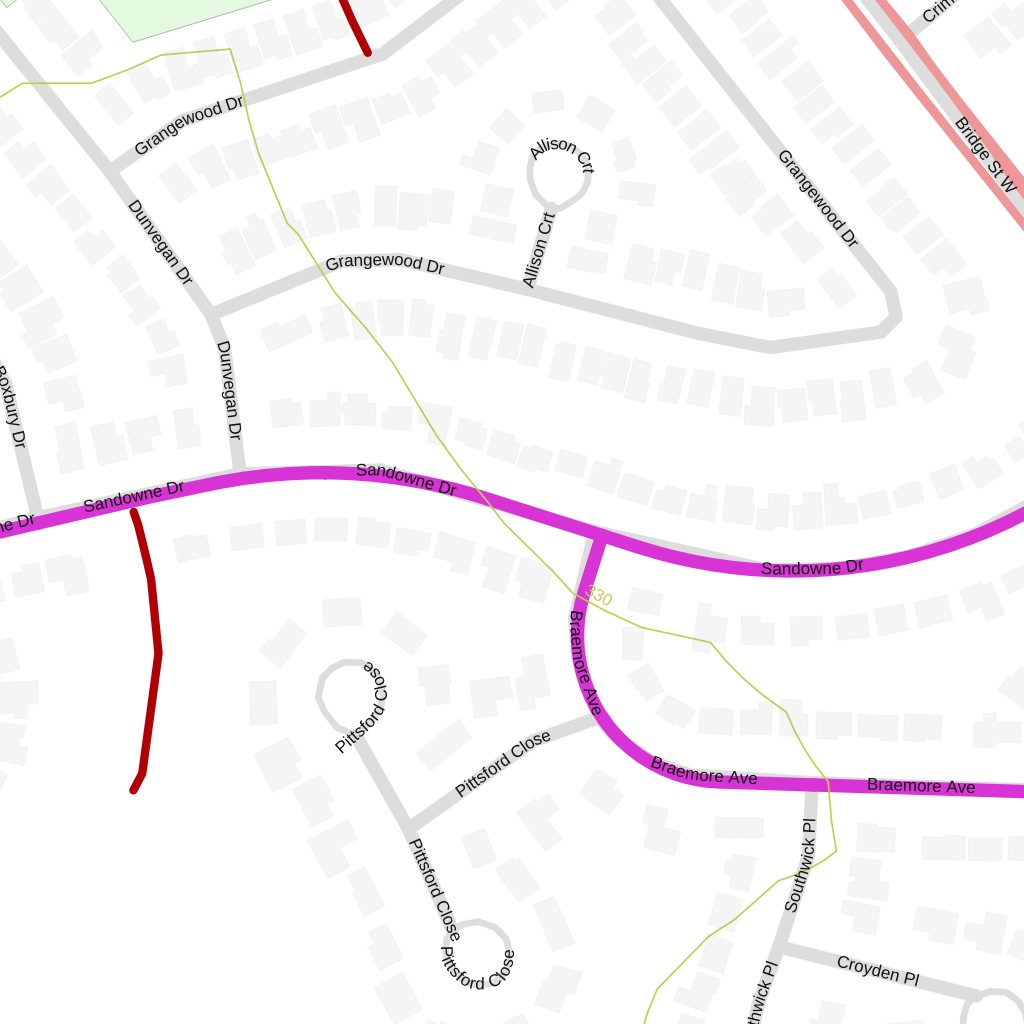 Crim
Bridge St W
Grangewood Dr
Allison Crt
Grangewood Dr
Dunvegan Dr
Allison Crt
Grangewood Dr
Dunvegan Dr
Boxbury Dr
Sandowne Dr
Sandowne Dr
ne Dr
Sandowne Dr
330
Braemore Ave
Pittsford Close
Pittsford Close
Braemore Ave
Braemore Ave
Southwick Pl
Pittsford Close
Pittsford Close
Croyden Pl
thwick Pl